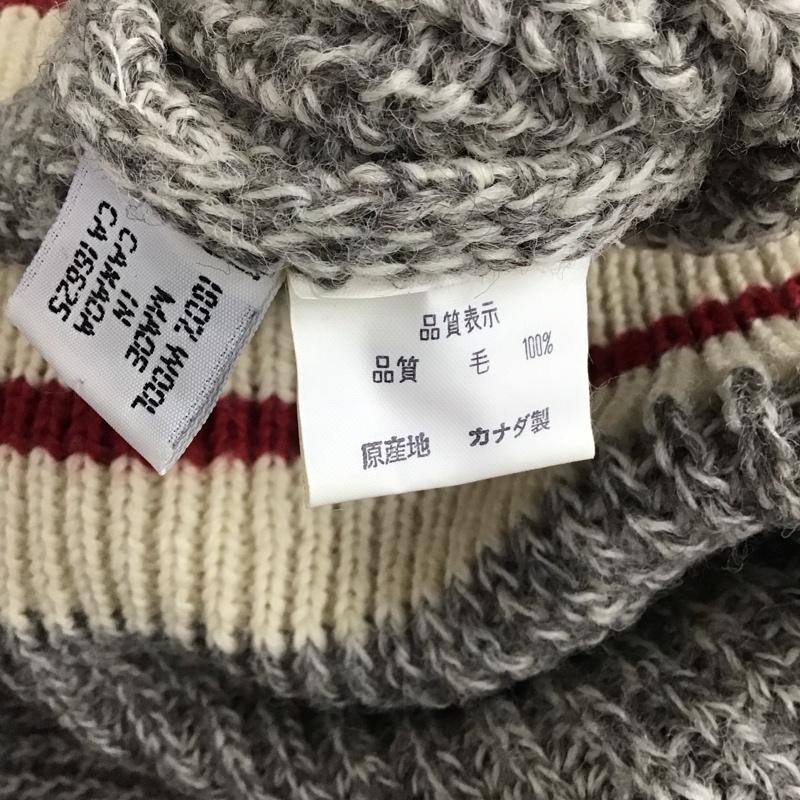 100% WOOL
MADE
IN
CANADA
CA 16625
品質表示
品質 毛 100%
原産地 カナダ製